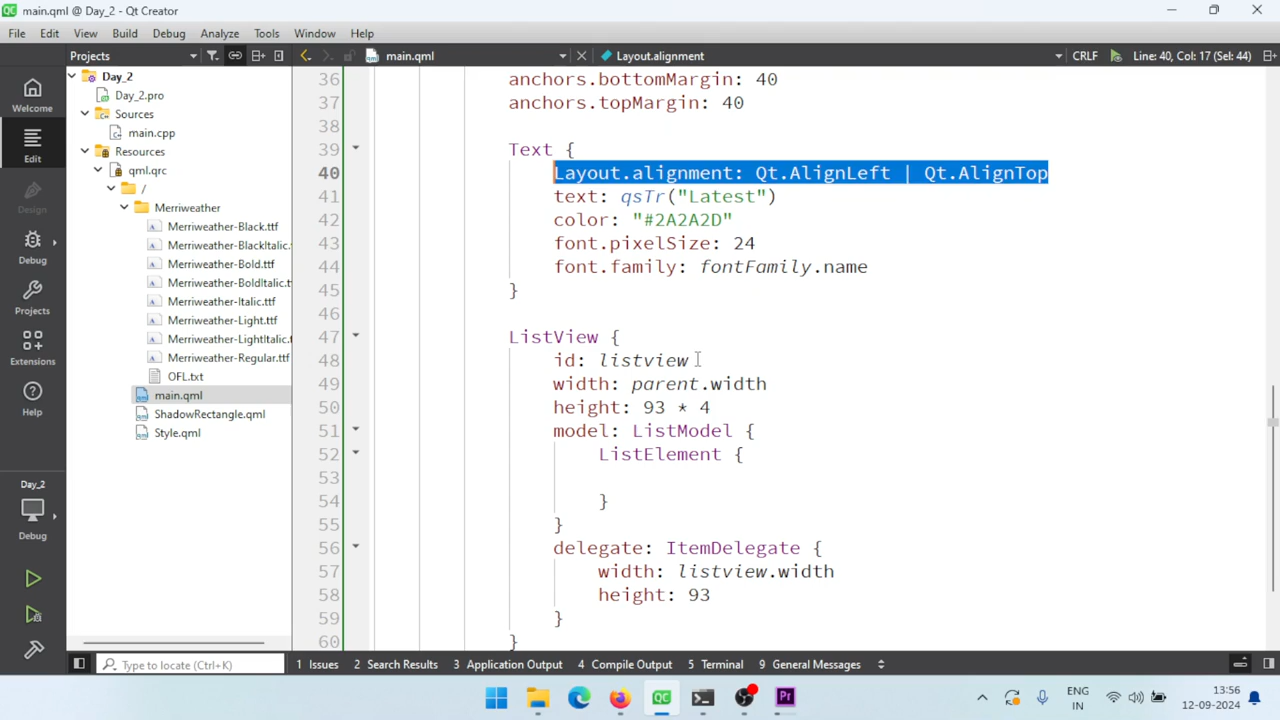 main.qml @ Day_2 - Qt Creator
File Edit View Build Debug Analyze Tools Window Help
Projects main.qml Layout.alignment CRLF Line: 40, Col: 17 (Sel: 44)
Welcome
Edit
Design
Debug
Projects
Extensions
Help
Day_2
Debug
Day_2
Day_2.pro
Sources
main.cpp
Resources
qml.qrc
/
Merriweather
Merriweather-Black.ttf
Merriweather-BlackItalic.
Merriweather-Bold.ttf
Merriweather-BoldItalic.t
Merriweather-Italic.ttf
Merriweather-Light.ttf
Merriweather-LightItalic.
Merriweather-Regular.ttf
OFL.txt
main.qml
ShadowRectangle.qml
Style.qml
36 anchors.bottomMargin: 40
37 anchors.topMargin: 40
38
39 Text {
40 Layout.alignment: Qt.AlignLeft | Qt.AlignTop
41 text: qsTr("Latest")
42 color: "#2A2A2D"
43 font.pixelSize: 24
44 font.family: fontFamily.name
45 }
46
47 ListView {
48 id: listview
49 width: parent.width
50 height: 93 * 4
51 model: ListModel {
52 ListElement {
53
54 }
55 }
56 delegate: ItemDelegate {
57 width: listview.width
58 height: 93
59 }
60 }
Type to locate (Ctrl+K) 1 Issues 2 Search Results 3 Application Output 4 Compile Output 5 Terminal 9 General Messages
QC Pr ENG IN 13:56 12-09-2024